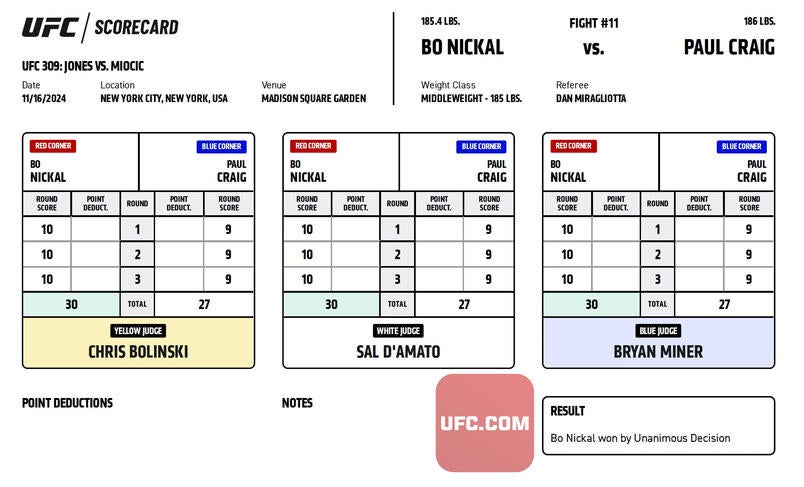 UFC SCORECARD
UFC 309: JONES VS. MIOCIC
Date Location Venue
11/16/2024 NEW YORK CITY, NEW YORK, USA MADISON SQUARE GARDEN
185.4 LBS. FIGHT #11 186 LBS.
BO NICKAL VS. PAUL CRAIG
Weight Class Referee
MIDDLEWEIGHT - 185 LBS. DAN MIRAGLIOTTA
RED CORNER BLUE CORNER
BO PAUL
NICKAL CRAIG
ROUND POINT ROUND POINT ROUND
SCORE DEDUCT. DEDUCT. SCORE
10 1 9
10 2 9
10 3 9
30 TOTAL 27
YELLOW JUDGE
CHRIS BOLINSKI
RED CORNER BLUE CORNER
BO PAUL
NICKAL CRAIG
ROUND POINT ROUND POINT ROUND
SCORE DEDUCT. DEDUCT. SCORE
10 1 9
10 2 9
10 3 9
30 TOTAL 27
WHITE JUDGE
SAL D'AMATO
RED CORNER BLUE CORNER
BO PAUL
NICKAL CRAIG
ROUND POINT ROUND POINT ROUND
SCORE DEDUCT. DEDUCT. SCORE
10 1 9
10 2 9
10 3 9
30 TOTAL 27
BLUE JUDGE
BRYAN MINER
POINT DEDUCTIONS
NOTES
UFC.COM
RESULT
Bo Nickal won by Unanimous Decision